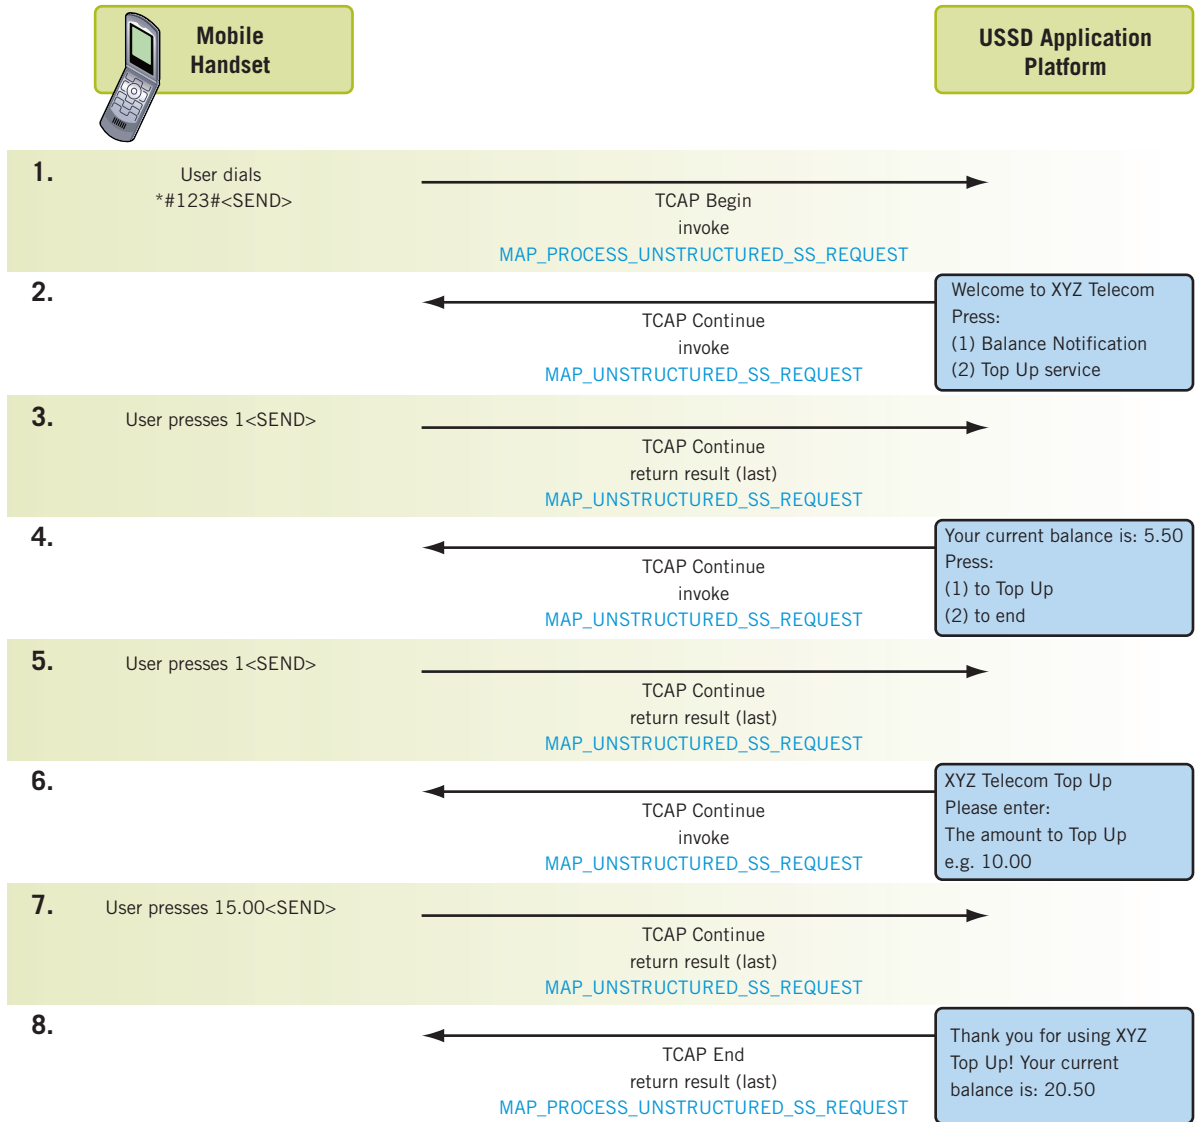 Mobile
Handset
USSD Application
Platform
1.
User dials
*#123#<SEND>
TCAP Begin
invoke
MAP_PROCESS_UNSTRUCTURED_SS_REQUEST
2.
TCAP Continue
invoke
MAP_UNSTRUCTURED_SS_REQUEST
Welcome to XYZ Telecom
Press:
(1) Balance Notification
(2) Top Up service
3.
User presses 1<SEND>
TCAP Continue
return result (last)
MAP_UNSTRUCTURED_SS_REQUEST
4.
TCAP Continue
invoke
MAP_UNSTRUCTURED_SS_REQUEST
Your current balance is: 5.50
Press:
(1) to Top Up
(2) to end
5.
User presses 1<SEND>
TCAP Continue
return result (last)
MAP_UNSTRUCTURED_SS_REQUEST
6.
TCAP Continue
invoke
MAP_UNSTRUCTURED_SS_REQUEST
XYZ Telecom Top Up
Please enter:
The amount to Top Up
e.g. 10.00
7.
User presses 15.00<SEND>
TCAP Continue
return result (last)
MAP_UNSTRUCTURED_SS_REQUEST
8.
TCAP End
return result (last)
MAP_PROCESS_UNSTRUCTURED_SS_REQUEST
Thank you for using XYZ
Top Up! Your current
balance is: 20.50